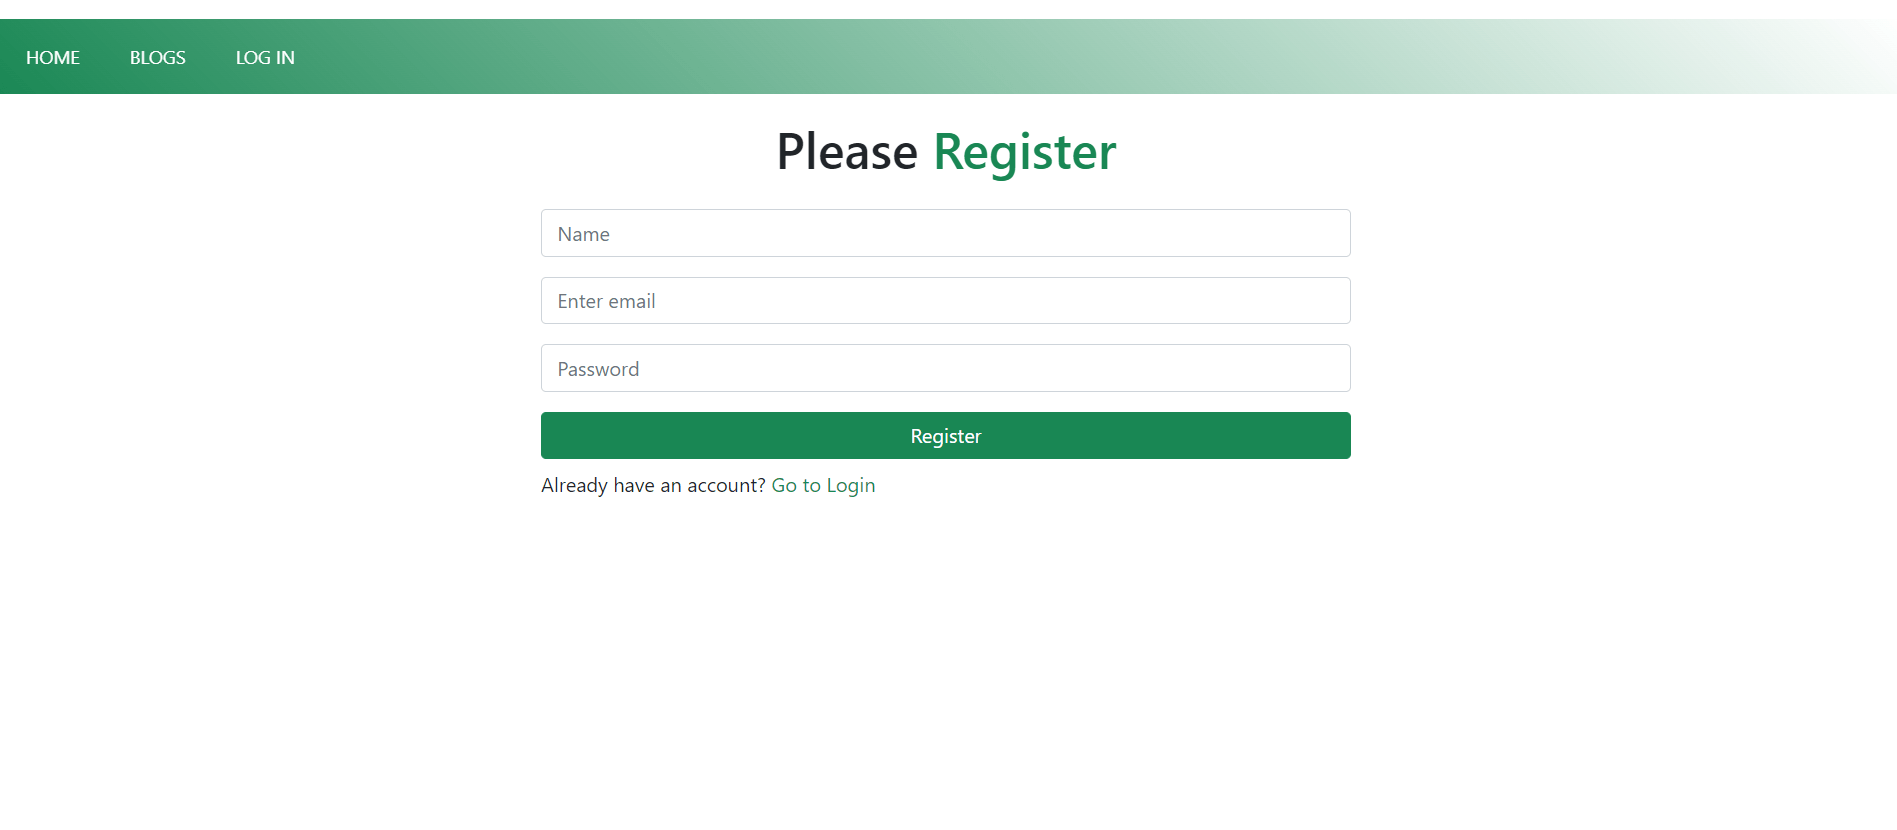 HOME BLOGS LOG IN
Please Register
Name
Enter email
Password
Register
Already have an account? Go to Login